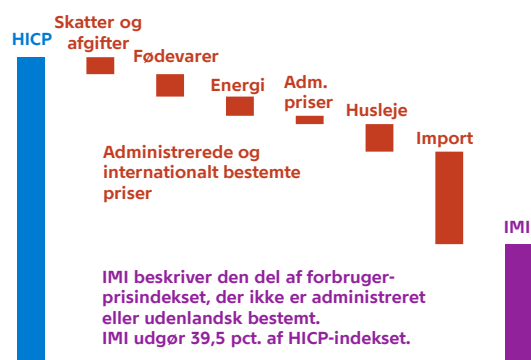 Skatter og
afgifter
HICP
Fødevarer
Energi
Adm.
priser
Husleje
Import
Administrerede og
internationalt bestemte
priser
IMI
IMI beskriver den del af forbruger-
prisindekset, der ikke er administreret
eller udenlandsk bestemt.
IMI udgør 39,5 pct. af HICP-indekset.